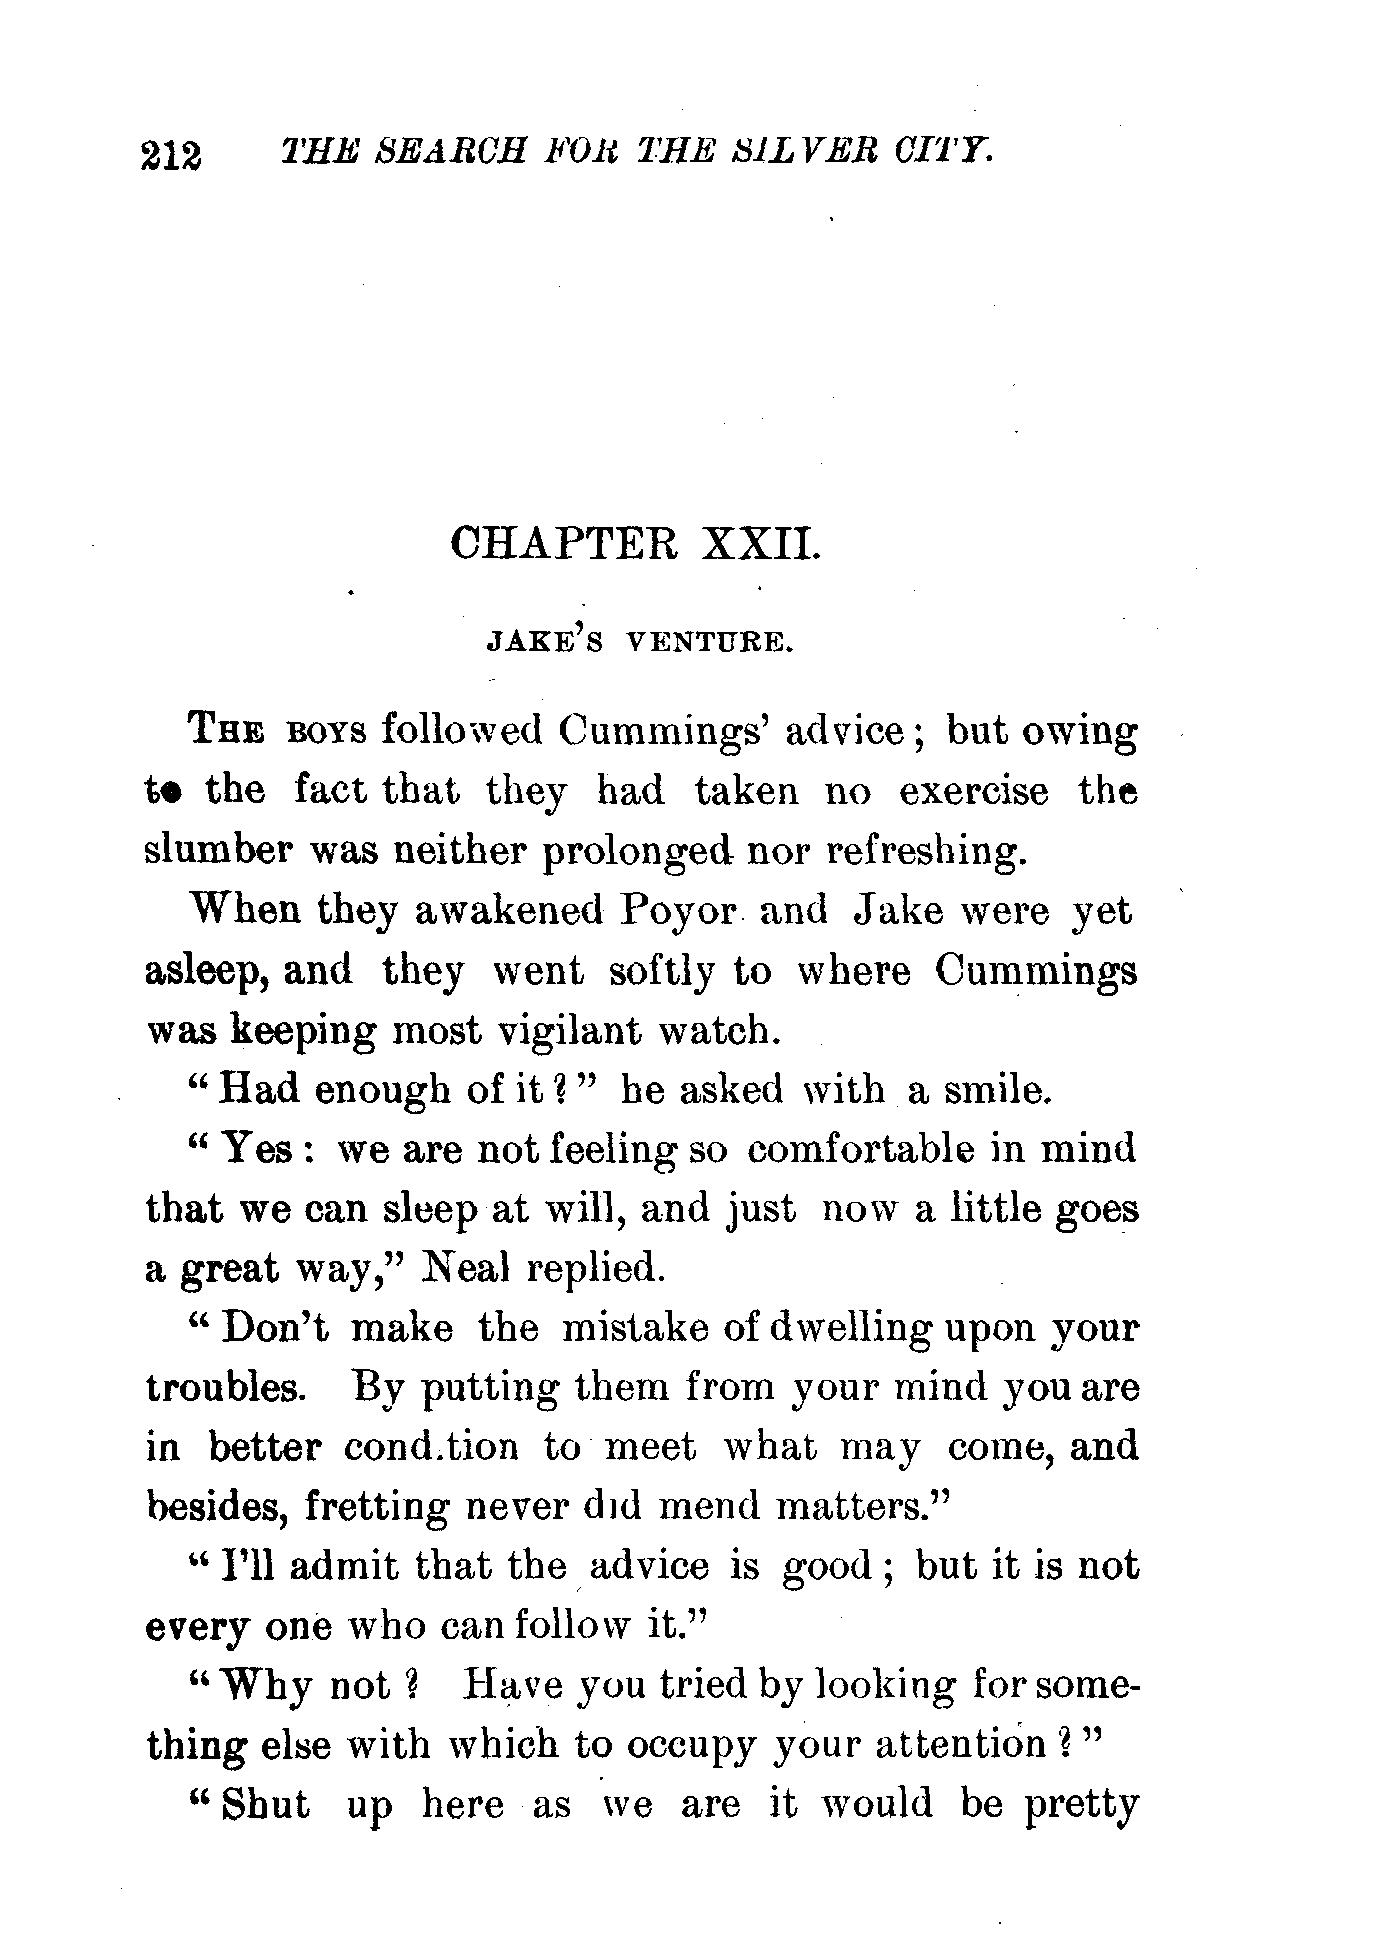 212 THE SEARCH FOR THE SILVER CITY.
CHAPTER XXII.
JAKE'S VENTURE.
THE BOYS followed Cummings' advice; but owing
to the fact that they had taken no exercise the
slumber was neither prolonged nor refreshing.
When they awakened Poyor and Jake were yet
asleep, and they went softly to where Cummings
was keeping most vigilant watch.
"Had enough of it?" he asked with a smile.
"Yes: we are not feeling so comfortable in mind
that we can sleep at will, and just now a little goes
a great way," Neal replied.
"Don't make the mistake of dwelling upon your
troubles. By putting them from your mind you are
in better cond.tion to meet what may come, and
besides, fretting never did mend matters."
"I'll admit that the advice is good; but it is not
every one who can follow it."
"Why not? Have you tried by looking for some-
thing else with which to occupy your attention?"
"Shut up here as we are it would be pretty